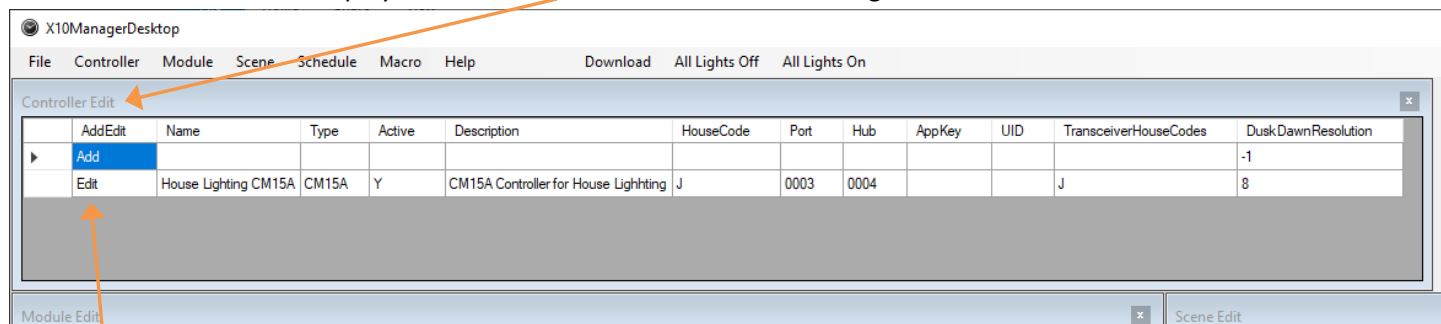 X10ManagerDesktop
File Controller Module Scene Schedule Macro Help Download All Lights Off All Lights On
Controller Edit x
AddEdit Name Type Active Description HouseCode Port Hub AppKey UID TransceiverHouseCodes DuskDawnResolution
Add -1
Edit House Lighting CM15A CM15A Y CM15A Controller for House Lighhting J 0003 0004 J 8
Module Edit x Scene Edit